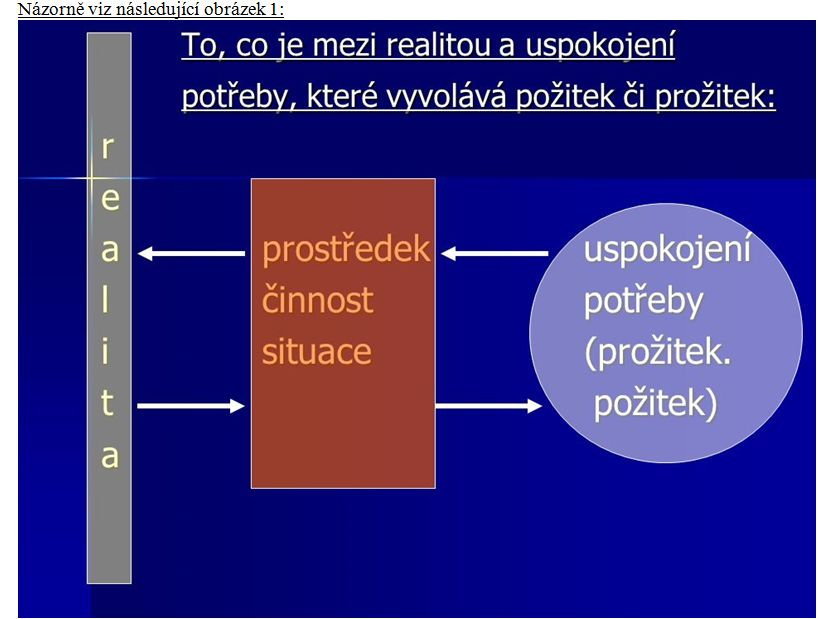 Názorně viz následující obrázek 1:
To, co je mezi realitou a uspokojení
potřeby, které vyvolává požitek či prožitek:
r
e
a
l
i
t
a
prostředek
činnost
situace
uspokojení
potřeby
(prožitek.
požitek)